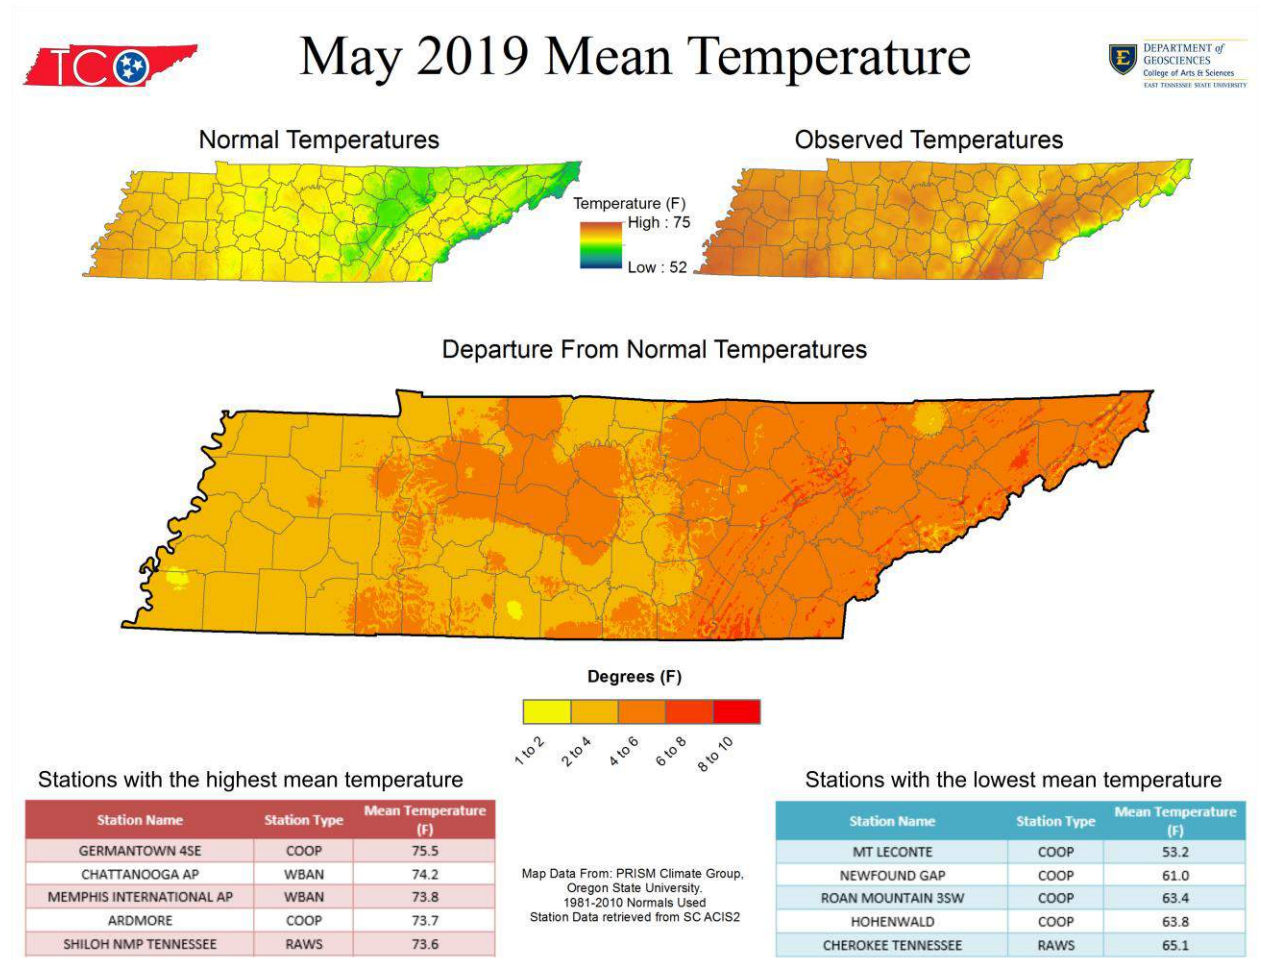 TCO
May 2019 Mean Temperature
DEPARTMENT of
GEOSCIENCES
College of Arts & Sciences
EAST TENNESSEE STATE UNIVERSITY
E
Normal Temperatures
Observed Temperatures
Temperature (F)
High : 75
Low : 52
Departure From Normal Temperatures
Degrees (F)
1 to 2
2 to 4
4 to 6
6 to 8
8 to 10
Stations with the highest mean temperature
Station Name Station Type Mean Temperature
(F)
GERMANTOWN 4SE COOP 75.5
CHATTANOOGA AP WBAN 74.2
MEMPHIS INTERNATIONAL AP WBAN 73.8
ARDMORE COOP 73.7
SHILOH NMP TENNESSEE RAWS 73.6
Map Data From: PRISM Climate Group,
Oregon State University.
1981-2010 Normals Used
Station Data retrieved from SC ACIS2
Stations with the lowest mean temperature
Station Name Station Type Mean Temperature
(F)
MT LECONTE COOP 53.2
NEWFOUND GAP COOP 61.0
ROAN MOUNTAIN 3SW COOP 63.4
HOHENWALD COOP 63.8
CHEROKEE TENNESSEE RAWS 65.1